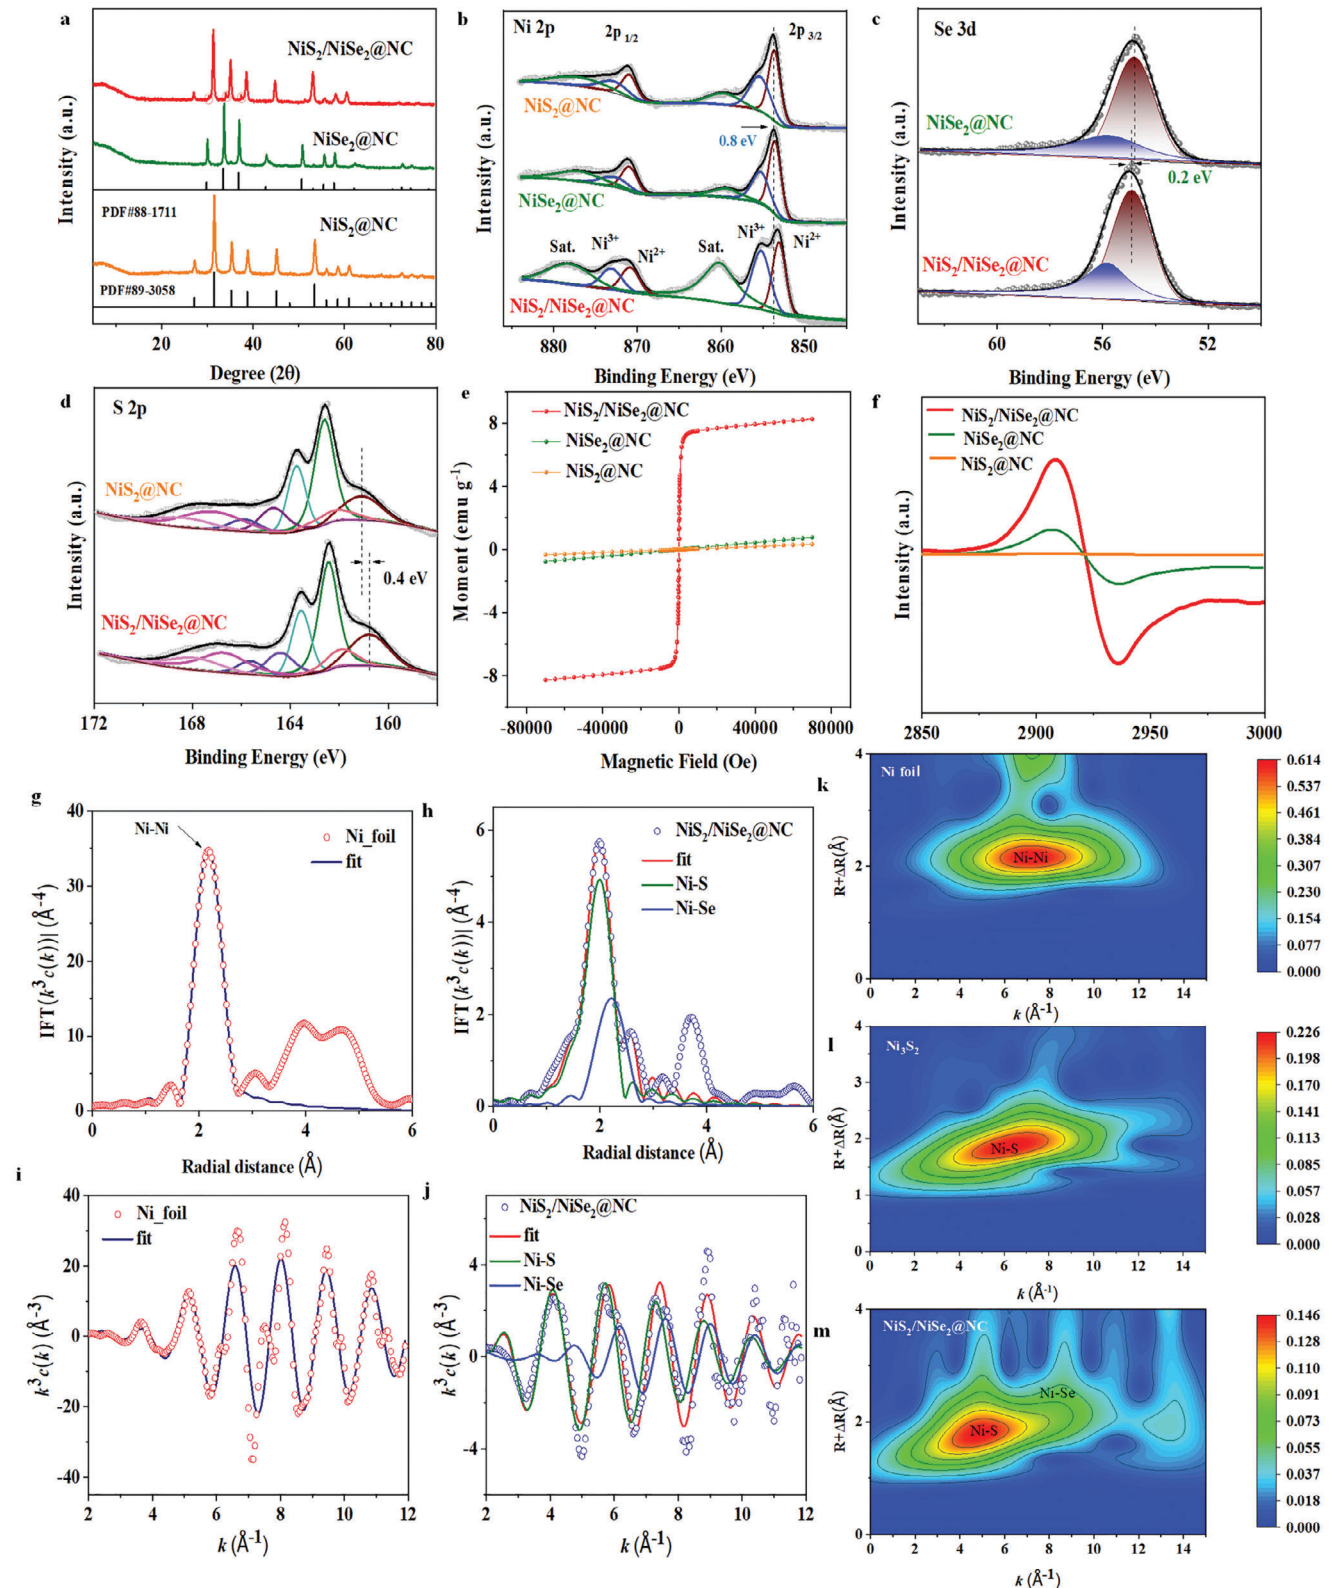 a
NiS2/NiSe2@NC
NiSe2@NC
PDF#88-1711
NiS2@NC
PDF#89-3058
Intensity (a.u.)
20 40 60 80
Degree (2θ)
b
Ni 2p
2p 1/2
2p 3/2
NiS2@NC
0.8 eV
NiSe2@NC
Sat. Ni3+ Ni2+ Sat. Ni3+ Ni2+
NiS2/NiSe2@NC
Intensity (a.u.)
880 870 860 850
Binding Energy (eV)
c
Se 3d
NiSe2@NC
0.2 eV
NiS2/NiSe2@NC
Intensity (a.u.)
60 56 52
Binding Energy (eV)
d
S 2p
NiS2@NC
0.4 eV
NiS2/NiSe2@NC
Intensity (a.u.)
172 168 164 160
Binding Energy (eV)
e
NiS2/NiSe2@NC
NiSe2@NC
NiS2@NC
Moment (emu g-1)
8
4
0
-4
-8
-80000 -40000 0 40000 80000
Magnetic Field (Oe)
f
NiS2/NiSe2@NC
NiSe2@NC
NiS2@NC
Intensity (a.u.)
2850 2900 2950 3000
g
Ni-Ni
Ni_foil
fit
IFT(k3c(k))| (Å-4)
40
30
20
10
0
0 2 4 6
Radial distance (Å)
h
NiS2/NiSe2@NC
fit
Ni-S
Ni-Se
IFT(k3c(k))| (Å-4)
6
4
2
0
0 2 4 6
Radial distance (Å)
i
Ni_foil
fit
k3c(k) (Å-3)
40
20
0
-20
-40
2 4 6 8 10 12
k (Å-1)
j
NiS2/NiSe2@NC
fit
Ni-S
Ni-Se
k3c(k) (Å-3)
4
0
-4
2 4 6 8 10 12
k (Å-1)
k
Ni foil
Ni-Ni
R+ΔR(Å)
4
2
0
0 2 4 6 8 10 12 14
k (Å-1)
0.614
0.538
0.461
0.384
0.307
0.230
0.154
0.077
0.000
l
Ni3S2
Ni-S
R+ΔR(Å)
4
3
2
1
0
0 2 4 6 8 10 12 14
k (Å-1)
0.226
0.198
0.170
0.141
0.113
0.085
0.057
0.028
0.000
m
NiS2/NiSe2@NC
Ni-Se
Ni-S
R+ΔR(Å)
4
2
0
0 2 4 6 8 10 12 14
k (Å-1)
0.146
0.128
0.110
0.091
0.073
0.055
0.037
0.018
0.000